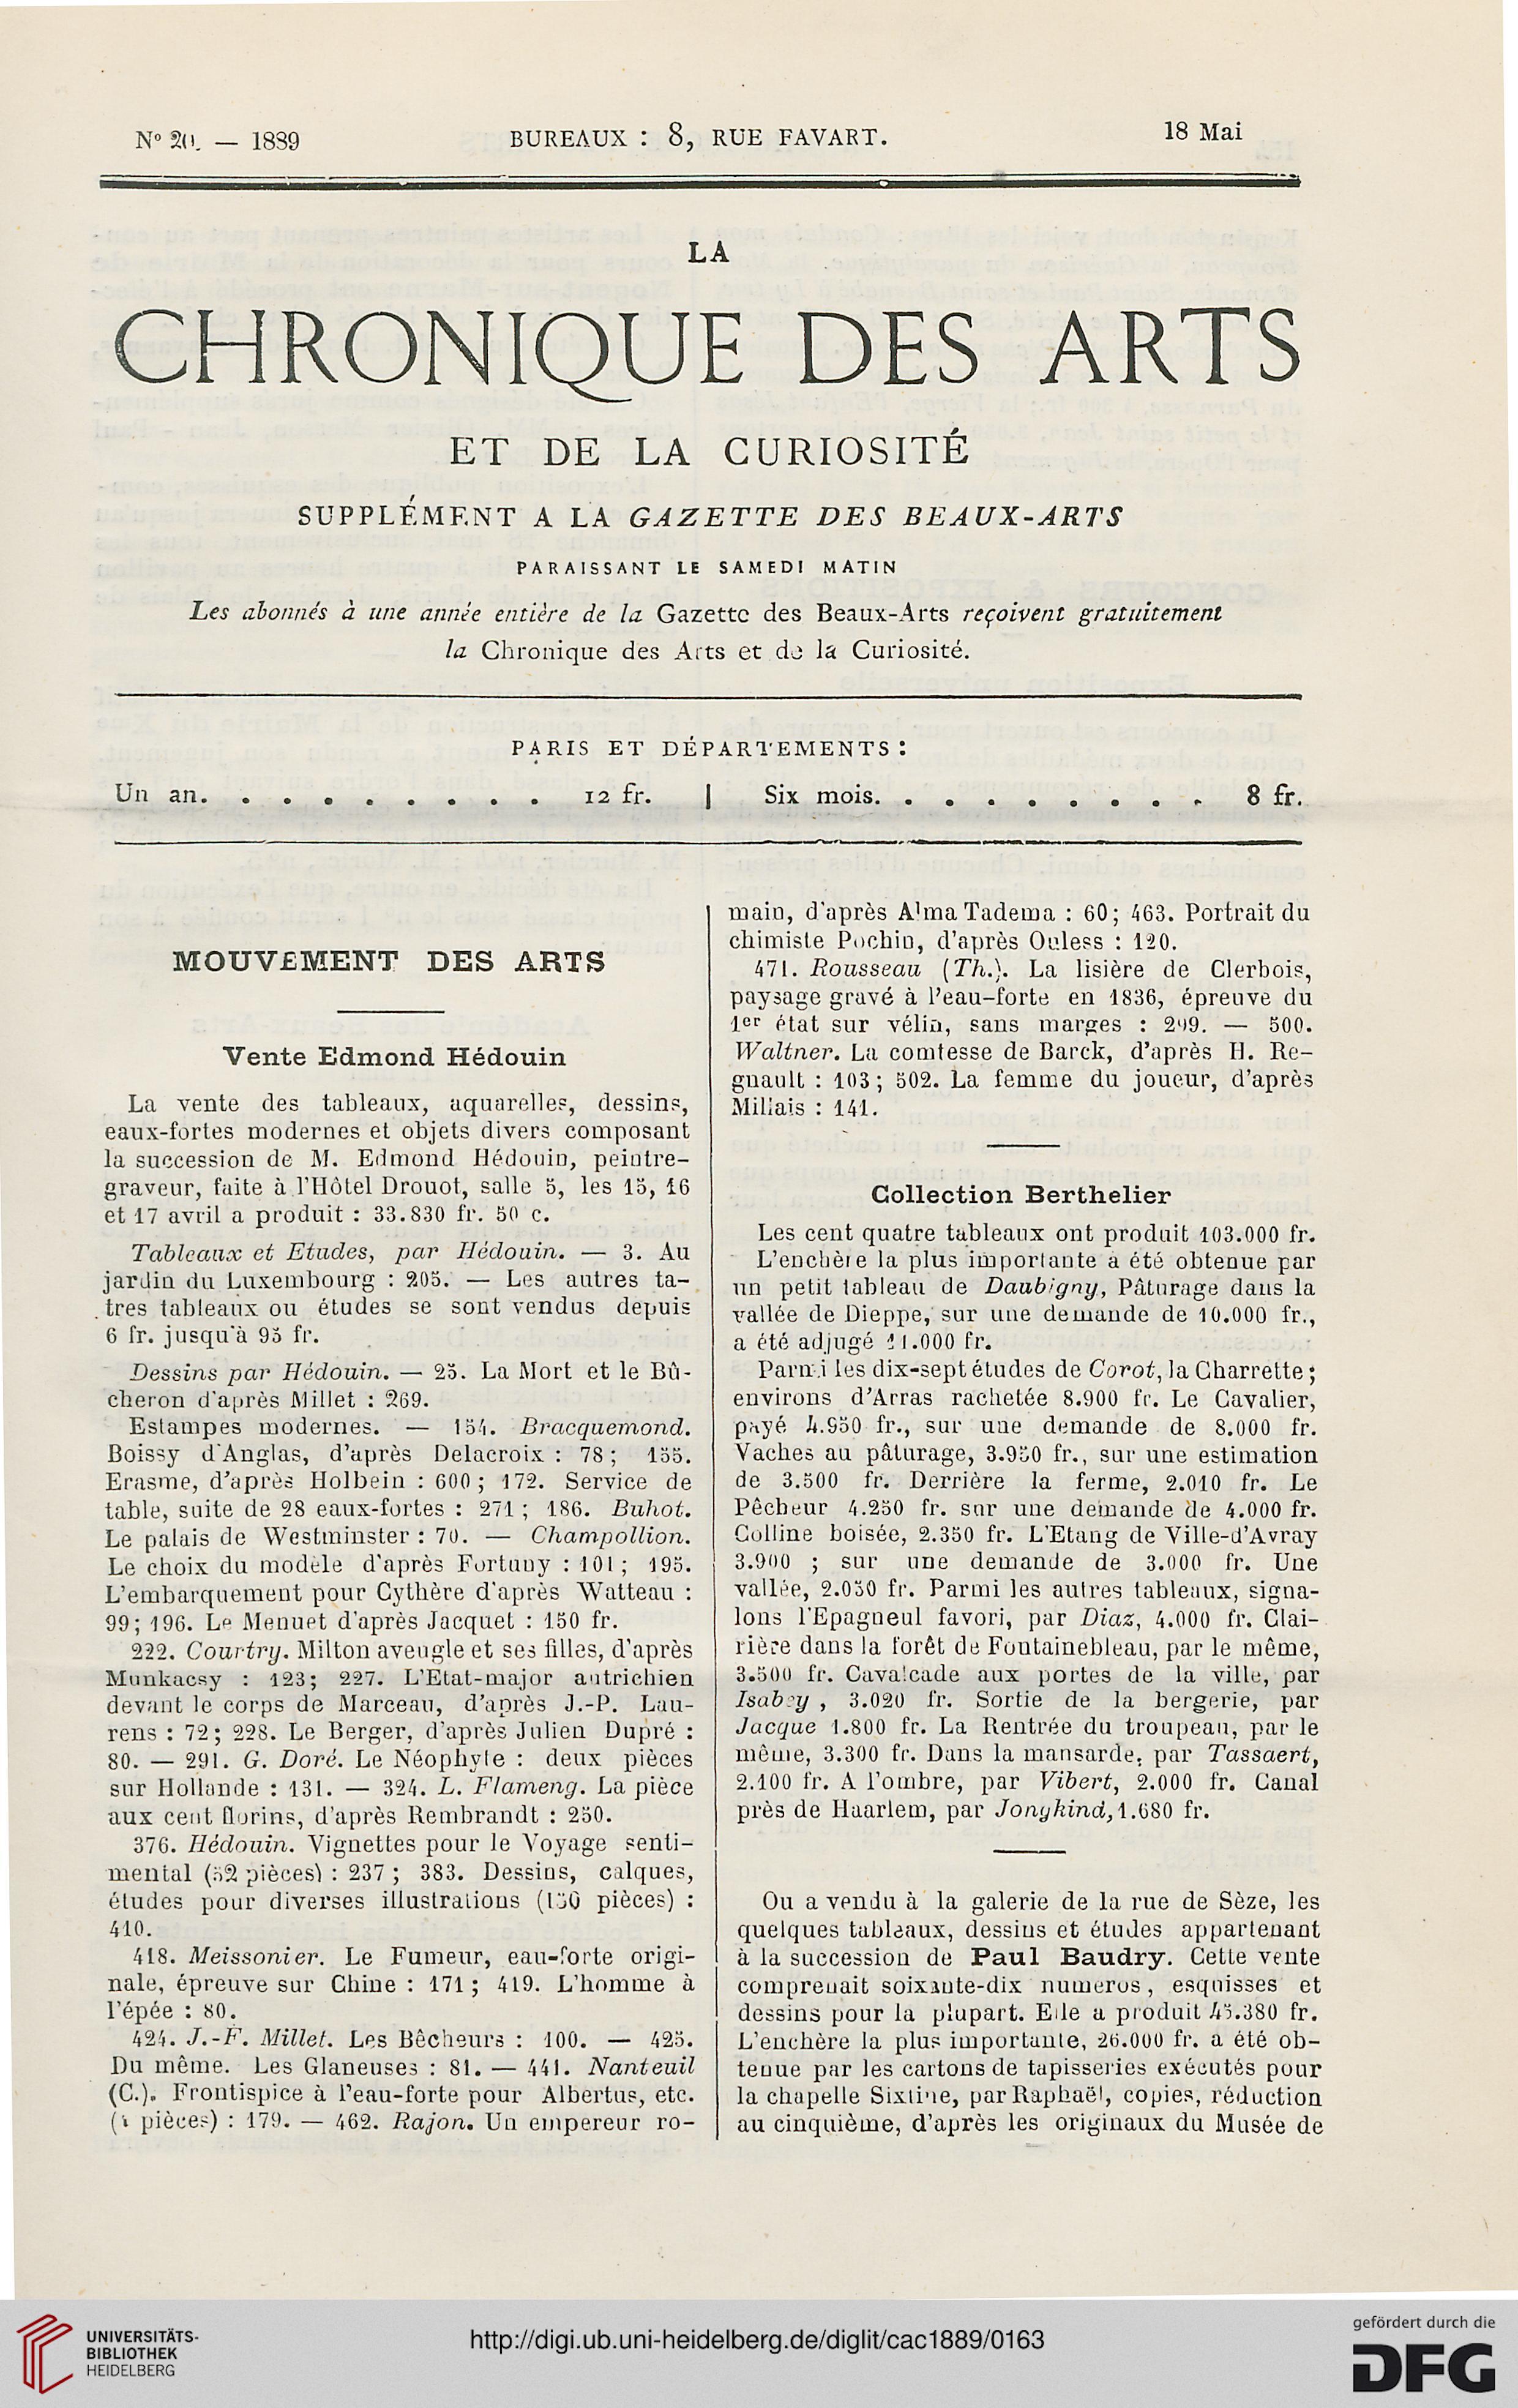 N° 20. — 1889
BUREAUX : 8, RUE FAVART.
18 Mai
LA
CHRONIQUE DES ARTS
ET DE LA CURIOSITÉ
SUPPLÉMENT A LA GAZETTE DES BEAUX-ARTS
PARAISSANT LE SAMEDI MATIN
Les abonnés à une année entière de la Gazette des Beaux-Arts reçoivent gratuitement
la Chronique des Arts et de la Curiosité.
PARIS ET DÉPARTEMENTS :
Un an. . . . . . . . . 12 fr. | Six mois. . . . . . . . . 8 fr.
MOUVEMENT DES ARTS
Vente Edmond Hédouin
La vente des tableaux, aquarelles, dessins,
eaux-fortes modernes et objets divers composant
la succession de M. Edmond Hédouin, peintre-
graveur, faite à l'Hôtel Drouot, salle 5, les 15, 16
et 17 avril a produit : 33.830 fr. 50 c.
Tableaux et Etudes, par Hédouin. — 3. Au
jardin du Luxembourg : 205. — Les autres ta-
tres tableaux ou études se sont vendus depuis
6 fr. jusqu'à 95 fr.
Dessins par Hédouin. — 25. La Mort et le Bû-
cheron d'après Millet : 269.
Estampes modernes. — 154. Bracquemond.
Boissy d'Anglas, d'après Delacroix : 78; 155.
Erasme, d'après Holbein : 600; 172. Service de
table, suite de 28 eaux-fortes : 271; 186. Buhot.
Le palais de Westminster : 70. — Champollion.
Le choix du modèle d'après Fortuny : 101; 195.
L'embarquement pour Cythère d'après Watteau :
99; 196. Le Menuet d'après Jacquet : 150 fr.
222. Courtry. Milton aveugle et ses filles, d'après
Munkacsy : 123; 227. L'Etat-major autrichien
devant le corps de Marceau, d'après J.-P. Lau-
rens : 72; 228. Le Berger, d'après Julien Dupré :
80. — 291. G. Doré. Le Néophyte : deux pièces
sur Hollande : 131. — 324. L. Flameng. La pièce
aux cent florins, d'après Rembrandt : 250.
376. Hédouin. Vignettes pour le Voyage senti-
mental (52 pièces) : 237; 383. Dessins, calques,
études pour diverses illustrations (150 pièces) :
410.
418. Meissonier. Le Fumeur, eau-forte origi-
nale, épreuve sur Chine : 171; 419. L'homme à
l'épée : 80.
424. J.-F. Millet. Les Bêcheurs : 100. — 425.
Du même. Les Glaneuses : 81. — 441. Nanteuil
(C.). Frontispice à l'eau-forte pour Albertus, etc.
pièces) : 179. — 462. Rajon. Un empereur ro-
main, d'après Alma Tadema : 60; 463. Portrait du
chimiste Pochin, d'après Ouless : 120.
471. Rousseau (Th.). La lisière de Clerbois,
paysage gravé à l'eau-forte en 1836, épreuve du
1er état sur vélin, sans marges : 299. — 500.
Waltner. La comtesse de Barck, d'après H. Re-
gnault : 103; 502. La femme du joueur, d'après
Millais : 141.
Collection Berthelier
Les cent quatre tableaux ont produit 103.000 fr.
L'enchère la plus importante a été obtenue par
un petit tableau de Daubigny, Pâturage dans la
vallée de Dieppe, sur une demande de 10.000 fr.,
a été adjugé 11.000 fr.
Parmi les dix-sept études de Corot, la Charrette;
environs d'Arras rachetée 8.900 fr. Le Cavalier,
payé 4.950 fr., sur une demande de 8.000 fr.
Vaches au pâturage, 3.950 fr., sur une estimation
de 3.500 fr. Derrière la ferme, 2.010 fr. Le
Pêcheur 4.250 fr. sur une demande de 4.000 fr.
Colline boisée, 2.350 fr. L'Etang de Ville-d'Avray
3.900 ; sur une demande de 3.000 fr. Une
vallée, 2.050 fr. Parmi les autres tableaux, signa-
lons l'Epagneul favori, par Diaz, 4.000 fr. Clai-
rière dans la forêt de Fontainebleau, par le même,
3.500 fr. Cavalcade aux portes de la ville, par
Isabey , 3.020 fr. Sortie de la bergerie, par
Jacque 1.800 fr. La Rentrée du troupeau, par le
même, 3.300 fr. Dans la mansarde, par Tassaert,
2.100 fr. A l'ombre, par Vibert, 2.000 fr. Canal
près de Haarlem, par Jongkind, 1.680 fr.
On a vendu à la galerie de la rue de Sèze, les
quelques tableaux, dessins et études appartenant
à la succession de Paul Baudry. Cette vente
comprenait soixante-dix numeros, esquisses et
dessins pour la plupart. Elle a produit 45.380 fr.
L'enchère la plus importante, 26.000 fr. a été ob-
tenue par les cartons de tapisseries exécutés pour
la chapelle Sixtine, par Raphaël, copies, réduction
au cinquième, d'après les originaux du Musée de
UNIVERSITÄTS-
BIBLIOTHEK
HEIDELBERG
http://digi.ub.uni-heidelberg.de/diglit/cac1889/0163
gefördert durch die
DFG